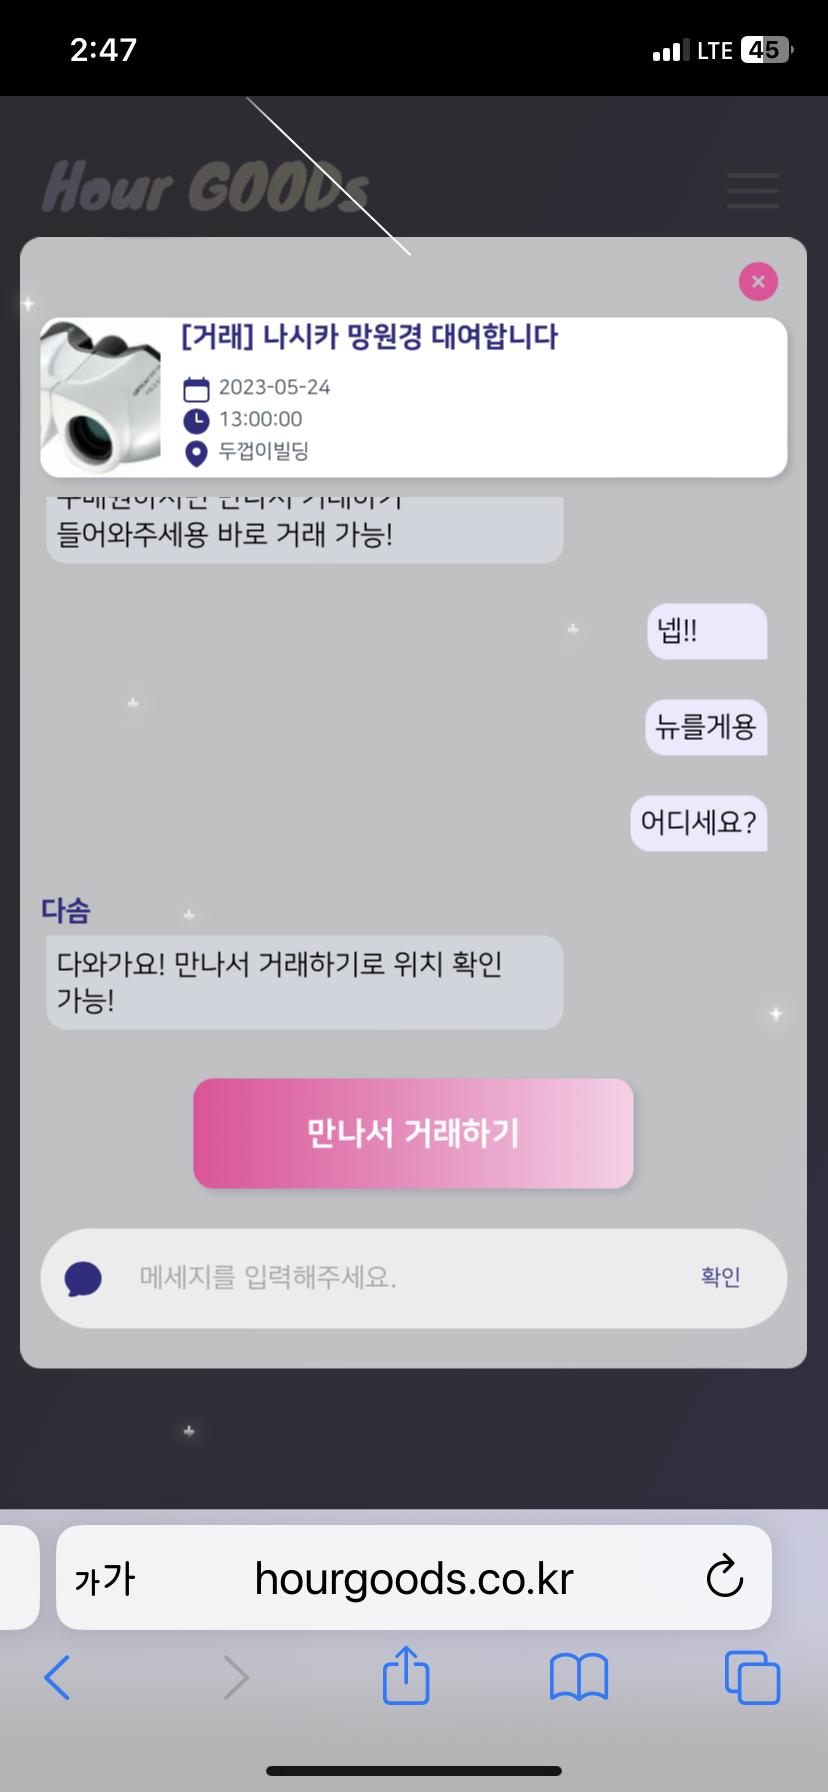 2:47
LTE
45
Hour GOODs
[거래] 나시카 망원경 대여합니다
2023-05-24
13:00:00
두껍이빌딩
들어와주세용 바로 거래 가능!
넵!!
뉴를게용
어디세요?
다솜
다와가요! 만나서 거래하기로 위치 확인
가능!
만나서 거래하기
메세지를 입력해주세요.
확인
가가
hourgoods.co.kr